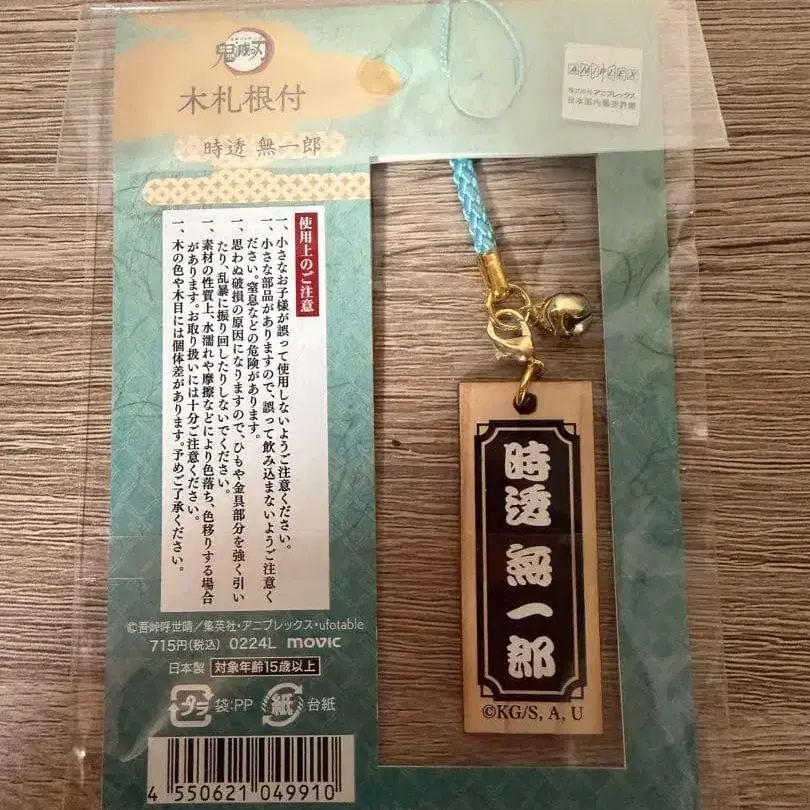 鬼滅の刃
木札根付
時透 無一郎
ANIPLEX
株式会社アニプレックス
日本国内販売許諾
使用上のご注意
一、小さなお子様が誤って使用しないようご注意ください。
一、小さな部品がありますので、誤って飲み込まないようご注意く
ださい。窒息などの危険があります。
一、思わぬ破損の原因になりますので、ひもや金具部分を強く引い
たり、乱暴に振り回したりしないでください。
一、素材の性質上、水濡れや摩擦などにより色落ち、色移りする場合
があります。お取り扱いには十分ご注意ください。
一、木の色や木目には個体差があります。予めご了承ください。
©吾峠呼世晴／集英社・アニプレックス・ufotable
715円(税込) 0224L movic
日本製 対象年齢15歳以上
プラ 袋:PP 紙 台紙
4 550621 049910
時透 無一郎
©KG/S, A, U